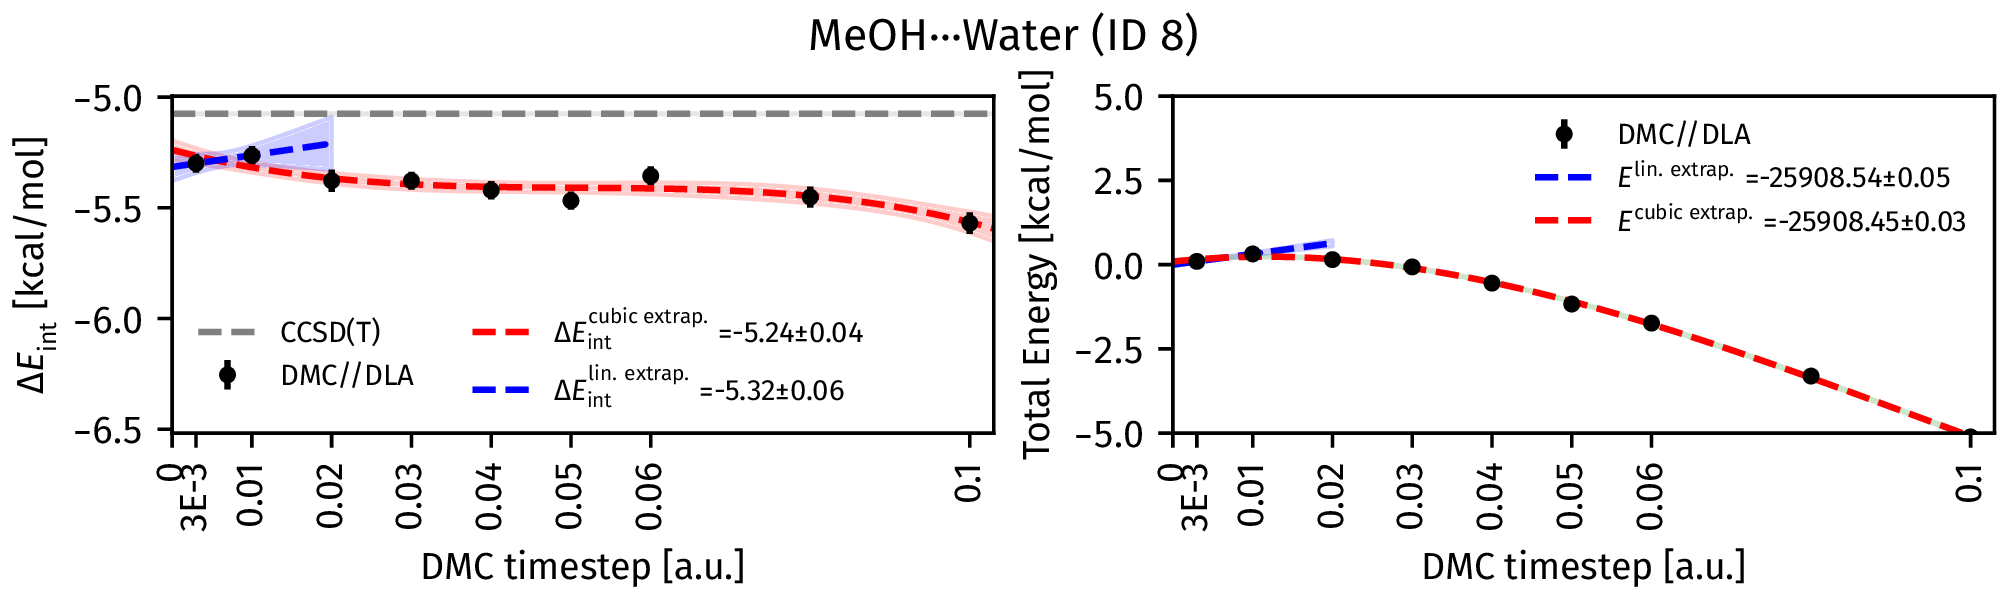 MeOH···Water (ID 8)
ΔE_int [kcal/mol]
−5.0
−5.5
−6.0
−6.5
CCSD(T)
DMC//DLA
ΔE_int^cubic extrap. =-5.24±0.04
ΔE_int^lin. extrap. =-5.32±0.06
0
3E-3
0.01
0.02
0.03
0.04
0.05
0.06
0.1
DMC timestep [a.u.]
Total Energy [kcal/mol]
5.0
2.5
0.0
−2.5
−5.0
DMC//DLA
E^lin. extrap. =-25908.54±0.05
E^cubic extrap. =-25908.45±0.03
0
3E-3
0.01
0.02
0.03
0.04
0.05
0.06
0.1
DMC timestep [a.u.]